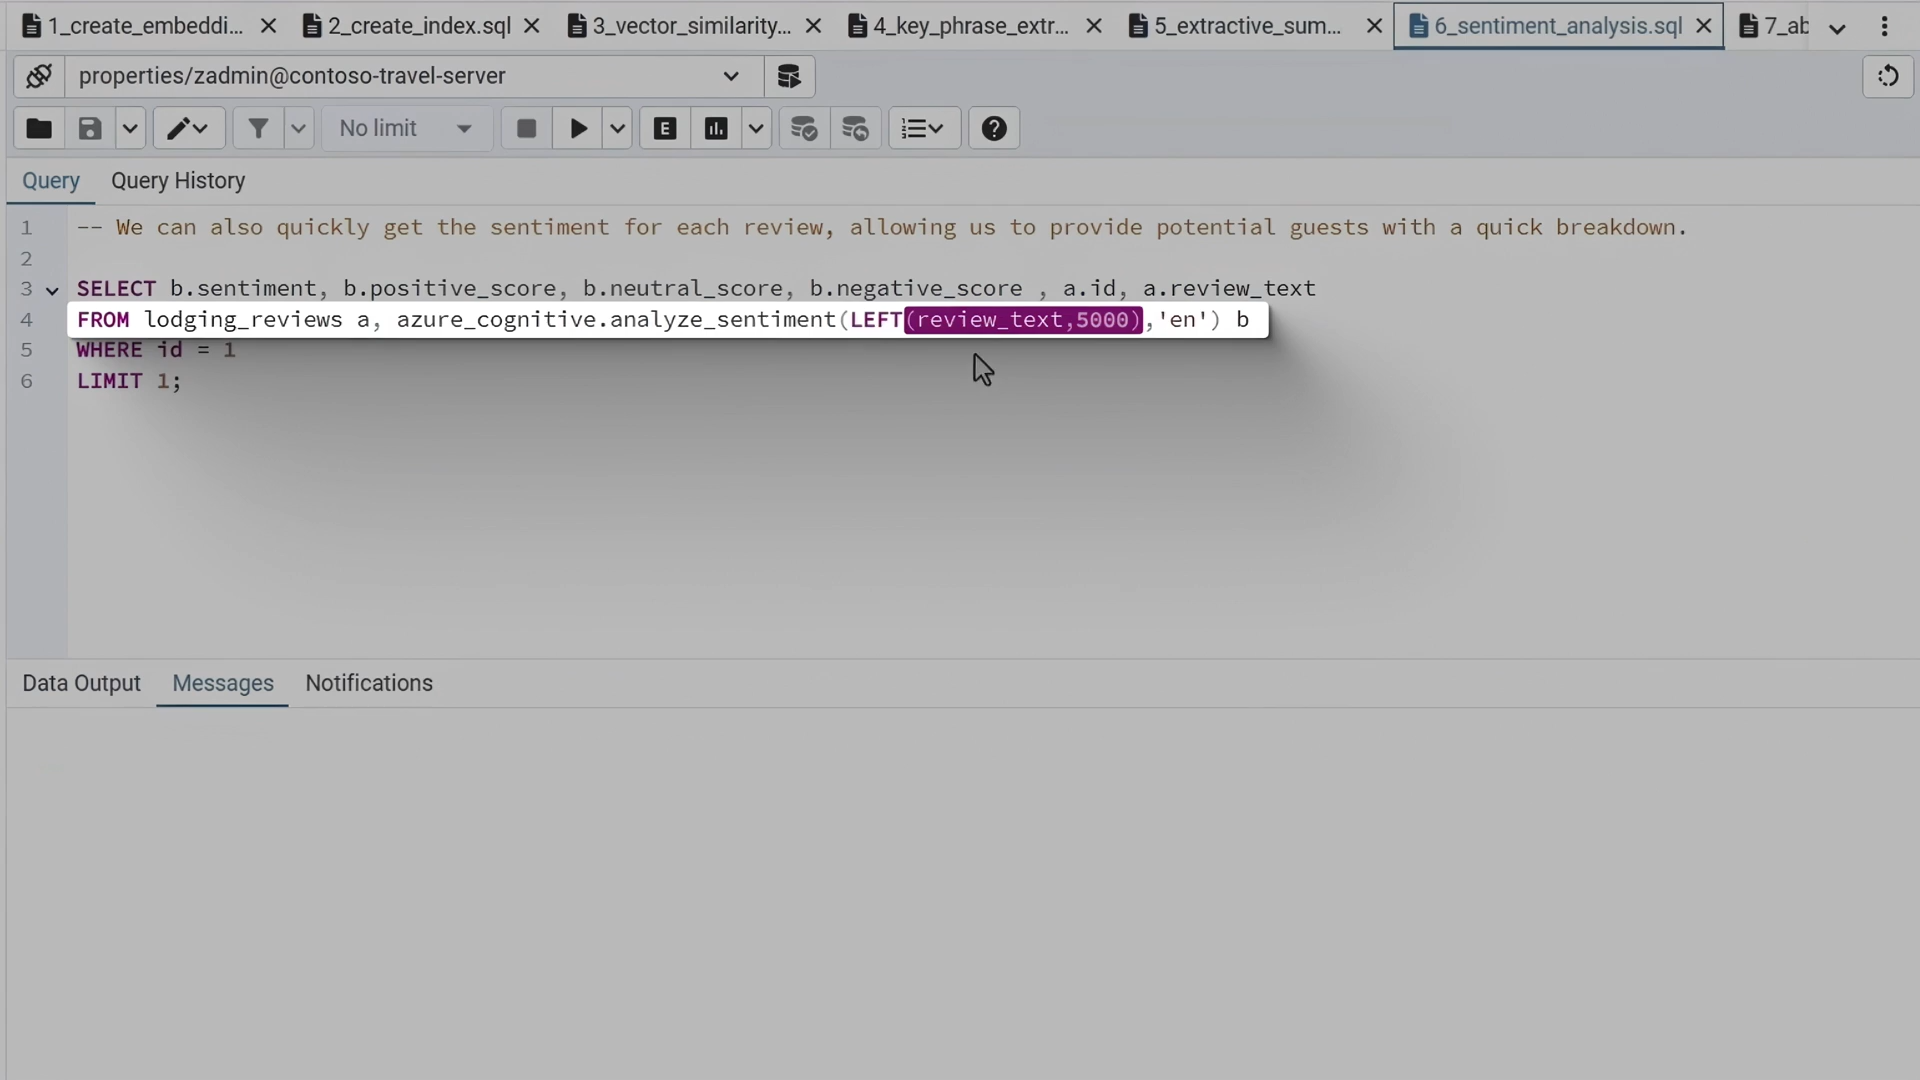 1_create_embeddi... 2_create_index.sql 3_vector_similarity... 4_key_phrase_extr... 5_extractive_sum... 6_sentiment_analysis.sql 7_ab
properties/zadmin@contoso-travel-server
No limit E
Query Query History
1 -- We can also quickly get the sentiment for each review, allowing us to provide potential guests with a quick breakdown.
2
3 SELECT b.sentiment, b.positive_score, b.neutral_score, b.negative_score , a.id, a.review_text
4 FROM lodging_reviews a, azure_cognitive.analyze_sentiment(LEFT(review_text,5000),'en') b
5 WHERE id = 1
6 LIMIT 1;
Data Output Messages Notifications